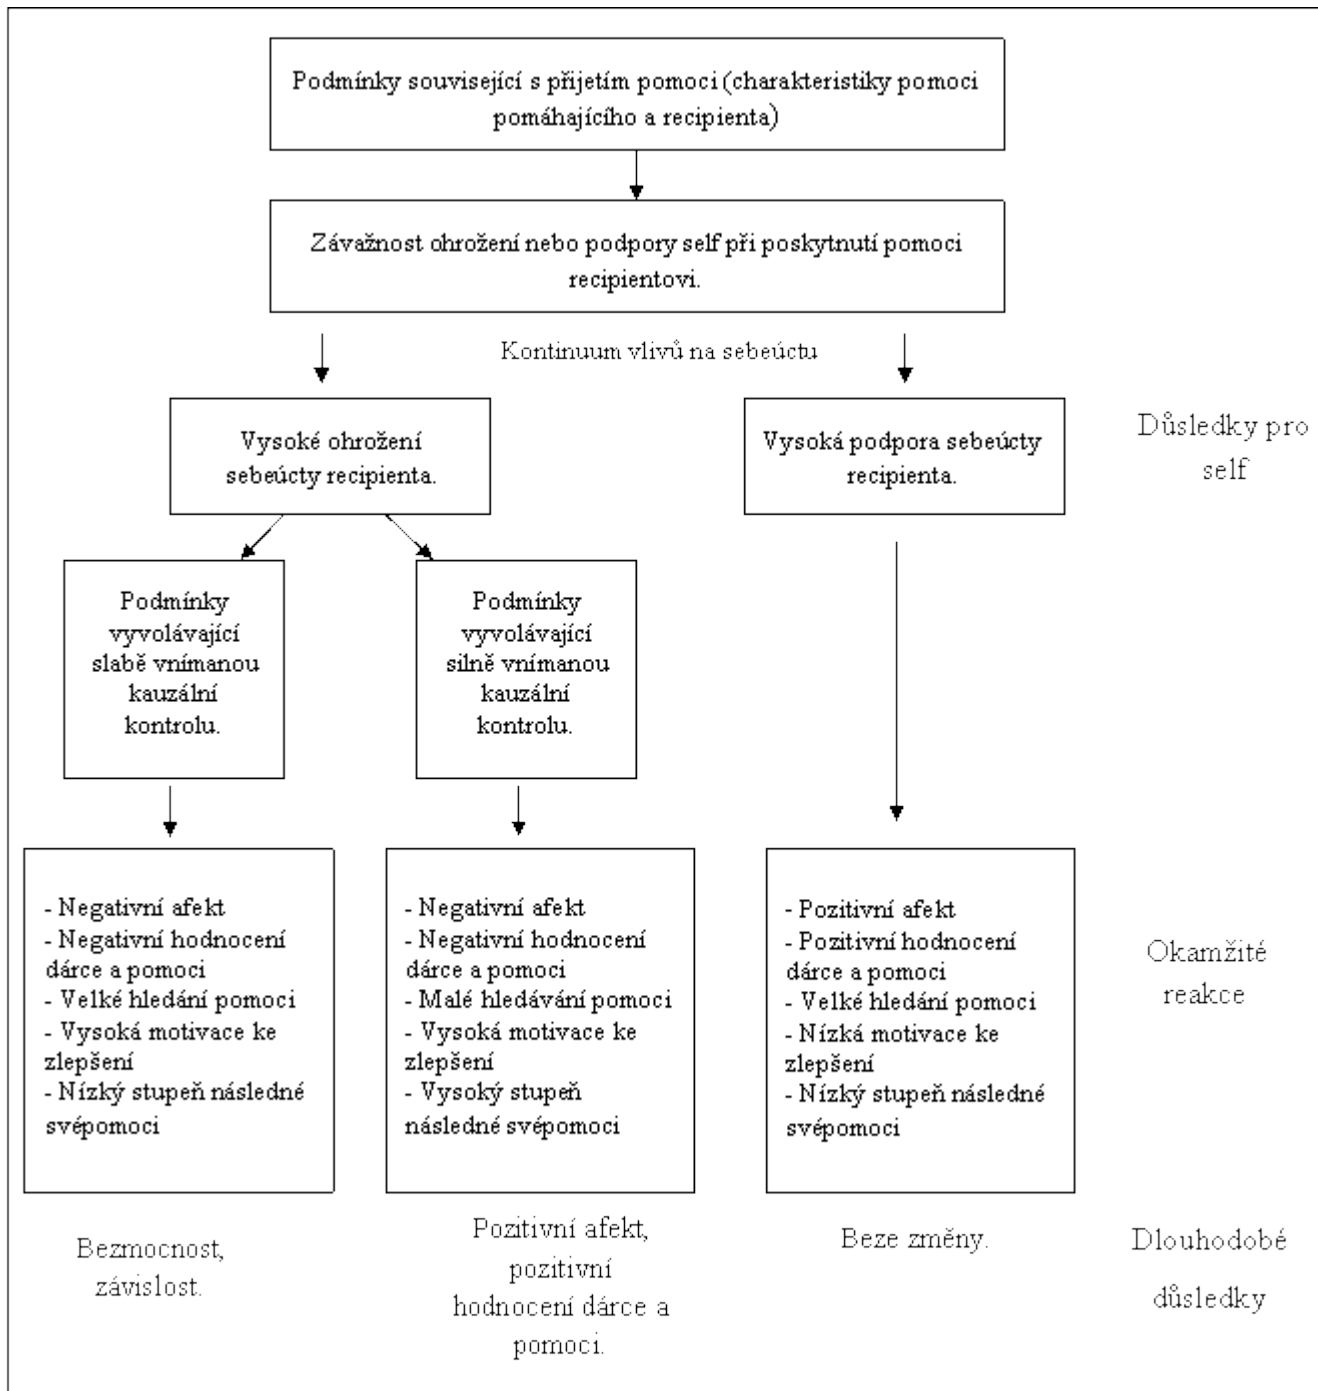 Podmínky související s přijetím pomoci (charakteristiky pomoci
pomáhajícího a recipienta)
Závažnost ohrožení nebo podpory self při poskytnutí pomoci
recipientovi.
Kontinuum vlivů na sebeúctu
Vysoké ohrožení
sebeúcty recipienta.
Vysoká podpora sebeúcty
recipienta.
Důsledky pro
self
Podmínky
vyvolávající
slabě vnímanou
kauzální
kontrolu.
Podmínky
vyvolávající
silně vnímanou
kauzální
kontrolu.
- Negativní afekt
- Negativní hodnocení
dárce a pomoci
- Velké hledání pomoci
- Vysoká motivace ke
zlepšení
- Nízký stupeň následné
svépomoci
- Negativní afekt
- Negativní hodnocení
dárce a pomoci
- Malé hledávání pomoci
- Vysoká motivace ke
zlepšení
- Vysoký stupeň
následné svépomoci
- Pozitivní afekt
- Pozitivní hodnocení
dárce a pomoci
- Velké hledání pomoci
- Nízká motivace ke
zlepšení
- Nízký stupeň následné
svépomoci
Okamžité
reakce
Bezmocnost,
závislost.
Pozitivní afekt,
pozitivní
hodnocení dárce a
pomoci.
Beze změny.
Dlouhodobé
důsledky